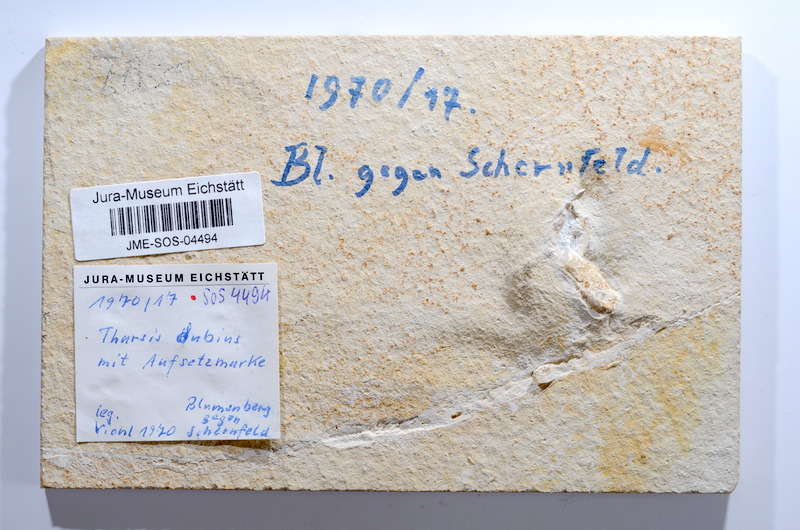 1970/17.
Bl. gegen Schernfeld.
Jura-Museum Eichstätt
JME-SOS-04494
JURA-MUSEUM EICHSTÄTT
1970/17 • SOS 4494
Tharsis dubius
mit Aufsetzmarke
leg. Blumenberg
gegen
Viohl 1970 Schernfeld